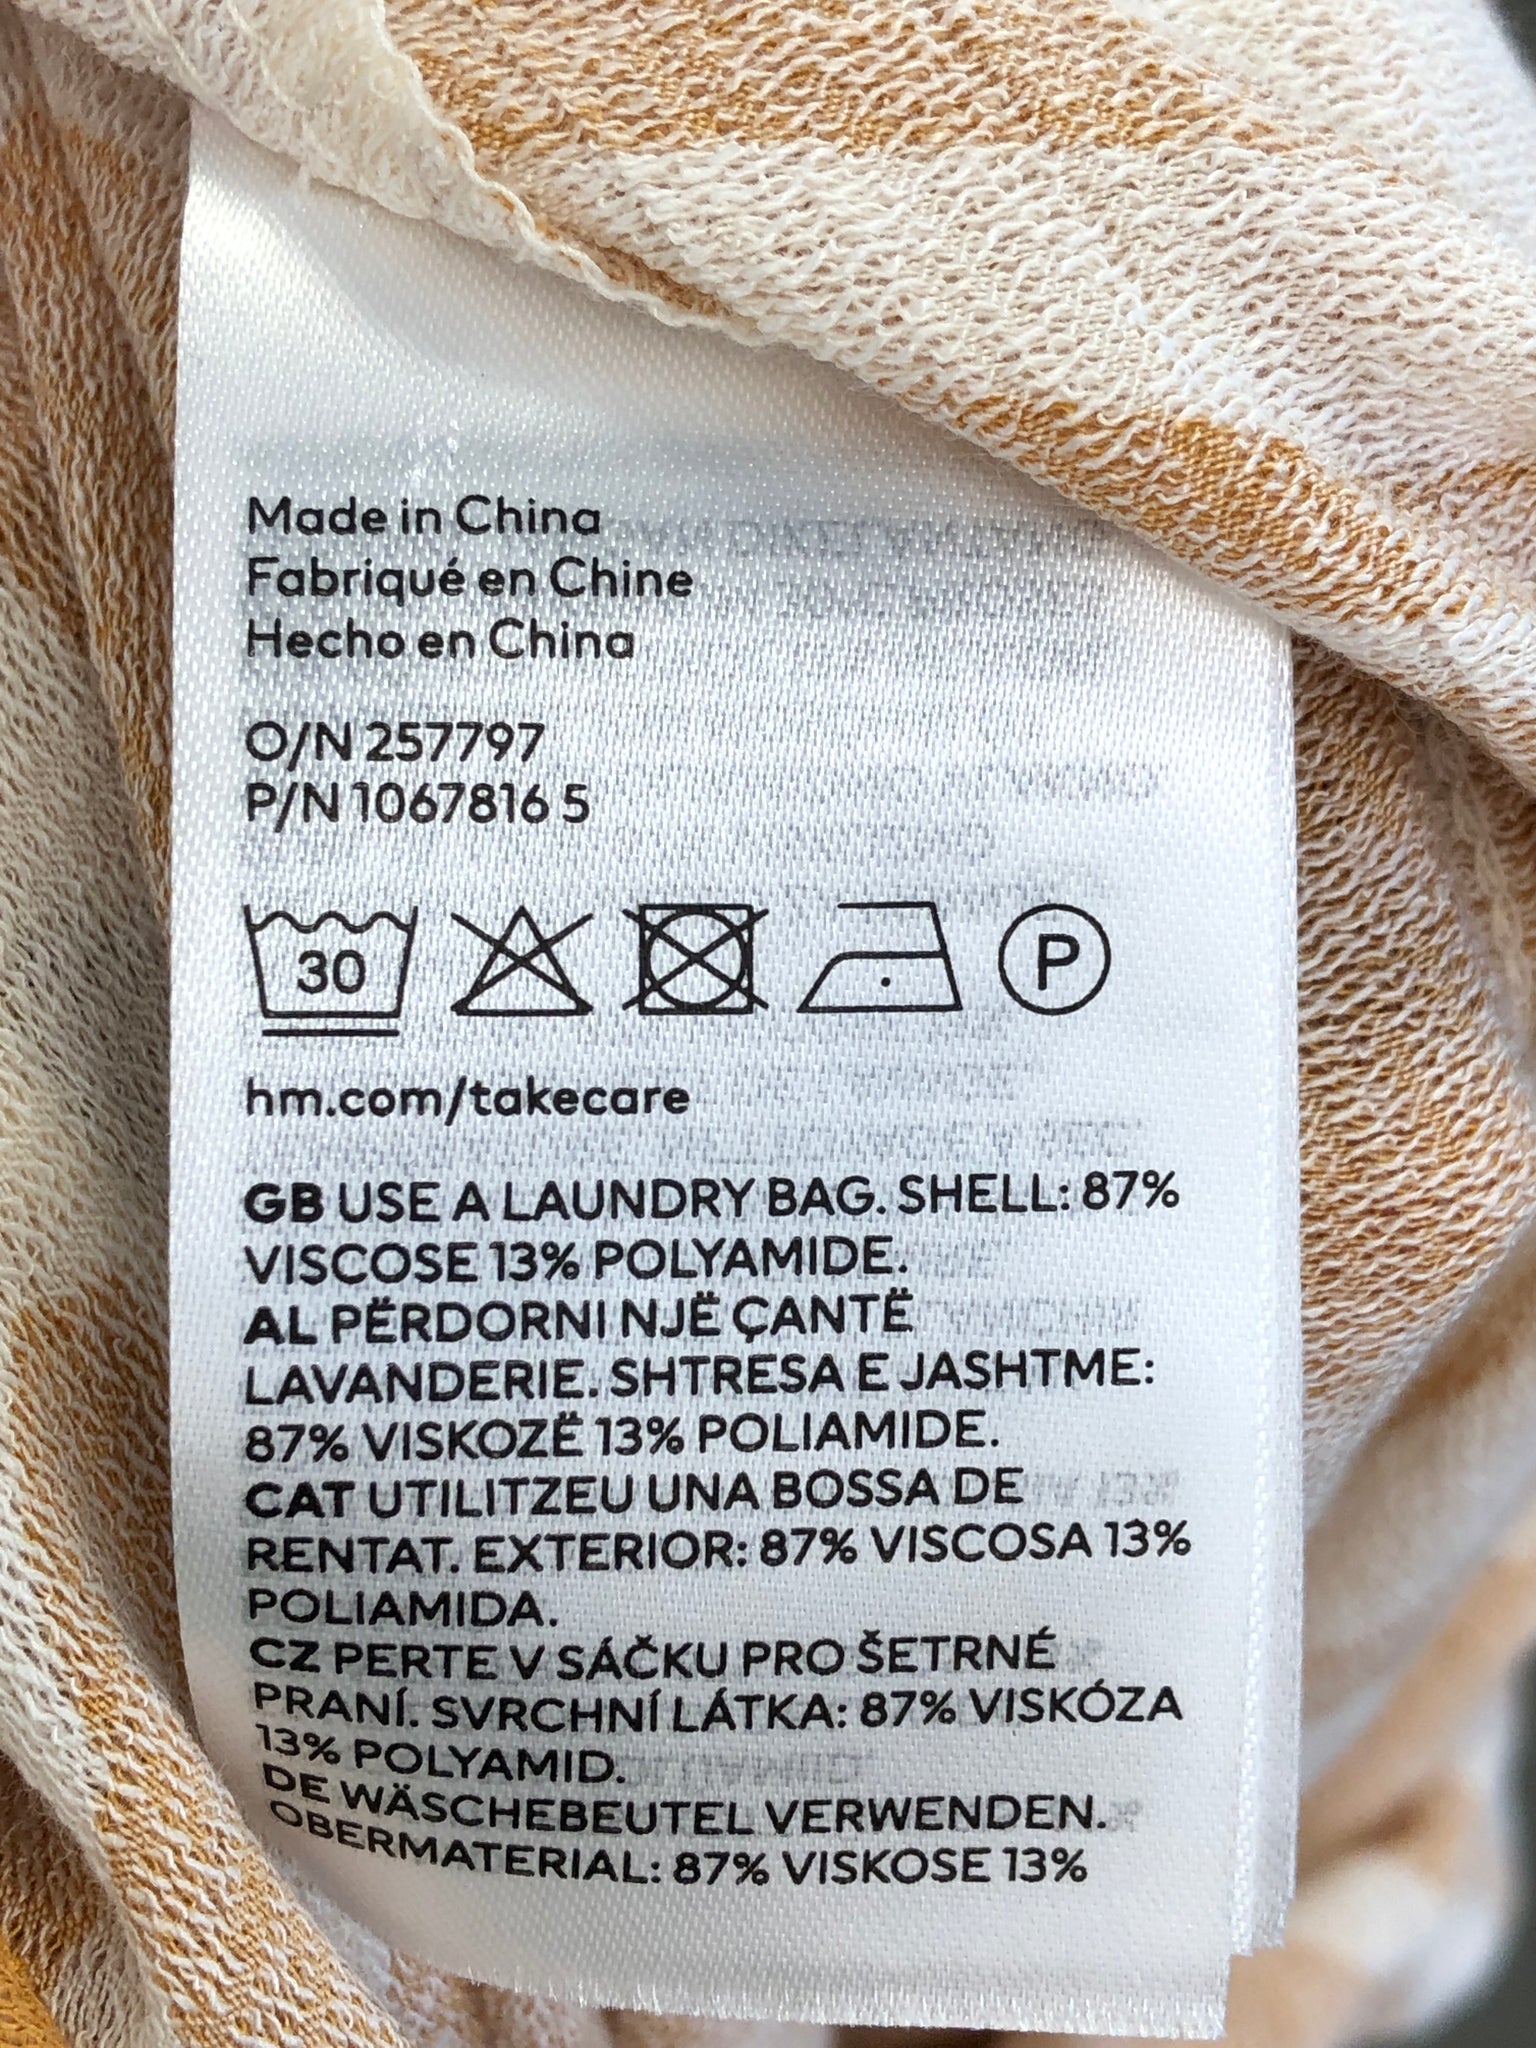 Made in China
Fabriqué en Chine
Hecho en China
O/N 257797
P/N 1067816 5
30 P
hm.com/takecare
GB USE A LAUNDRY BAG. SHELL: 87%
VISCOSE 13% POLYAMIDE.
AL PËRDORNI NJË ÇANTË
LAVANDERIE. SHTRESA E JASHTME:
87% VISKOZË 13% POLIAMIDE.
CAT UTILITZEU UNA BOSSA DE
RENTAT. EXTERIOR: 87% VISCOSA 13%
POLIAMIDA.
CZ PERTE V SÁČKU PRO ŠETRNÉ
PRANÍ. SVRCHNÍ LÁTKA: 87% VISKÓZA
13% POLYAMID.
DE WÄSCHEBEUTEL VERWENDEN.
OBERMATERIAL: 87% VISKOSE 13%